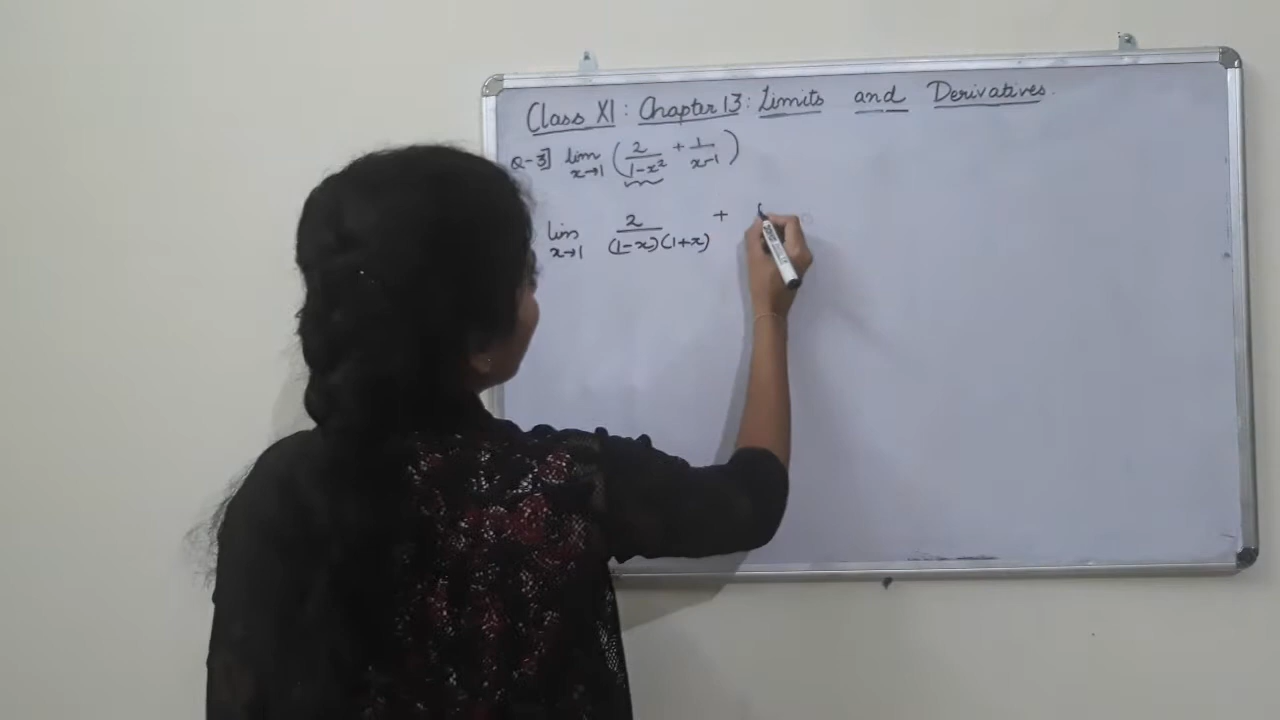 Class XI : Chapter 13 : Limits and Derivatives.
Q-3] lim x→1 (2/1-x² + 1/x-1)
lim x→1 2/(1-x)(1+x) +